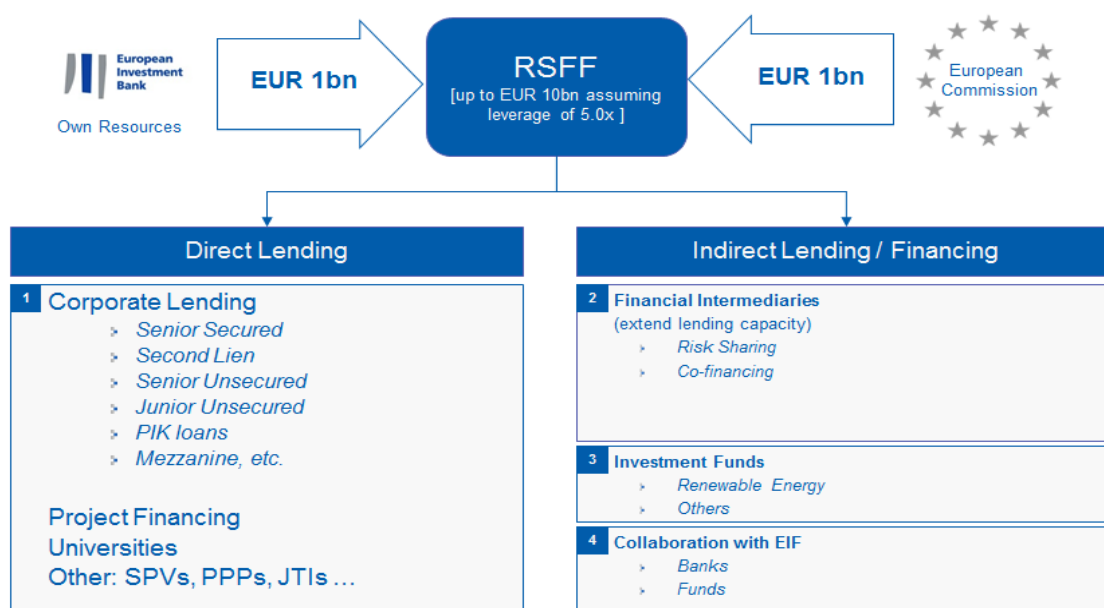 European
Investment
Bank
Own Resources
EUR 1bn
RSFF
[up to EUR 10bn assuming
leverage of 5.0x ]
EUR 1bn
European
Commission
Direct Lending
1 Corporate Lending
Senior Secured
Second Lien
Senior Unsecured
Junior Unsecured
PIK loans
Mezzanine, etc.
Project Financing
Universities
Other: SPVs, PPPs, JTIs ...
Indirect Lending / Financing
2 Financial Intermediaries
(extend lending capacity)
Risk Sharing
Co-financing
3 Investment Funds
Renewable Energy
Others
4 Collaboration with EIF
Banks
Funds